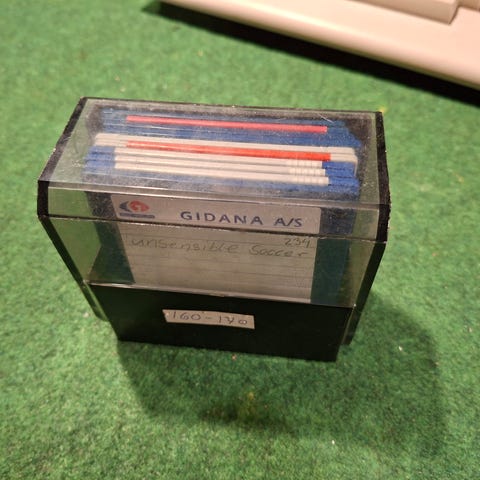 GIDANA A/S
234
unsensible Soccer
160-170